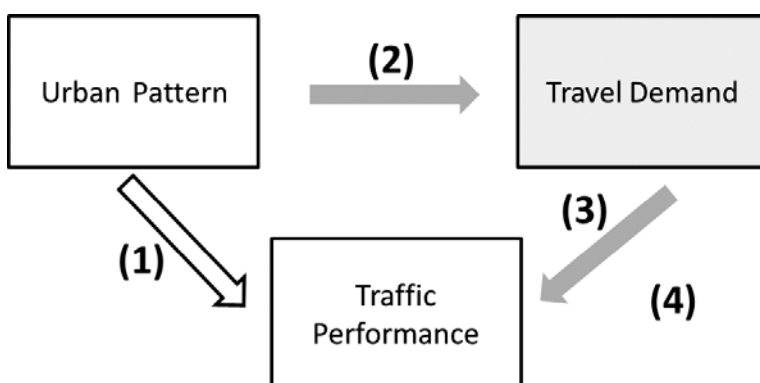 (2)
Urban Pattern
Travel Demand
(1)
(3)
Traffic
Performance
(4)